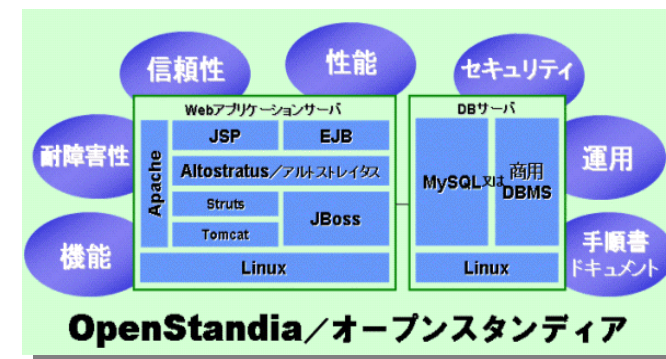 信頼性
性能
セキュリティ
耐障害性
運用
機能
手順書
ドキュメント
Webアプリケーションサーバ
Apache
JSP
EJB
Altostratus/アルトストレイタス
Struts
Tomcat
JBoss
Linux
DBサーバ
MySQL又は商用DBMS
Linux
OpenStandia/オープンスタンディア